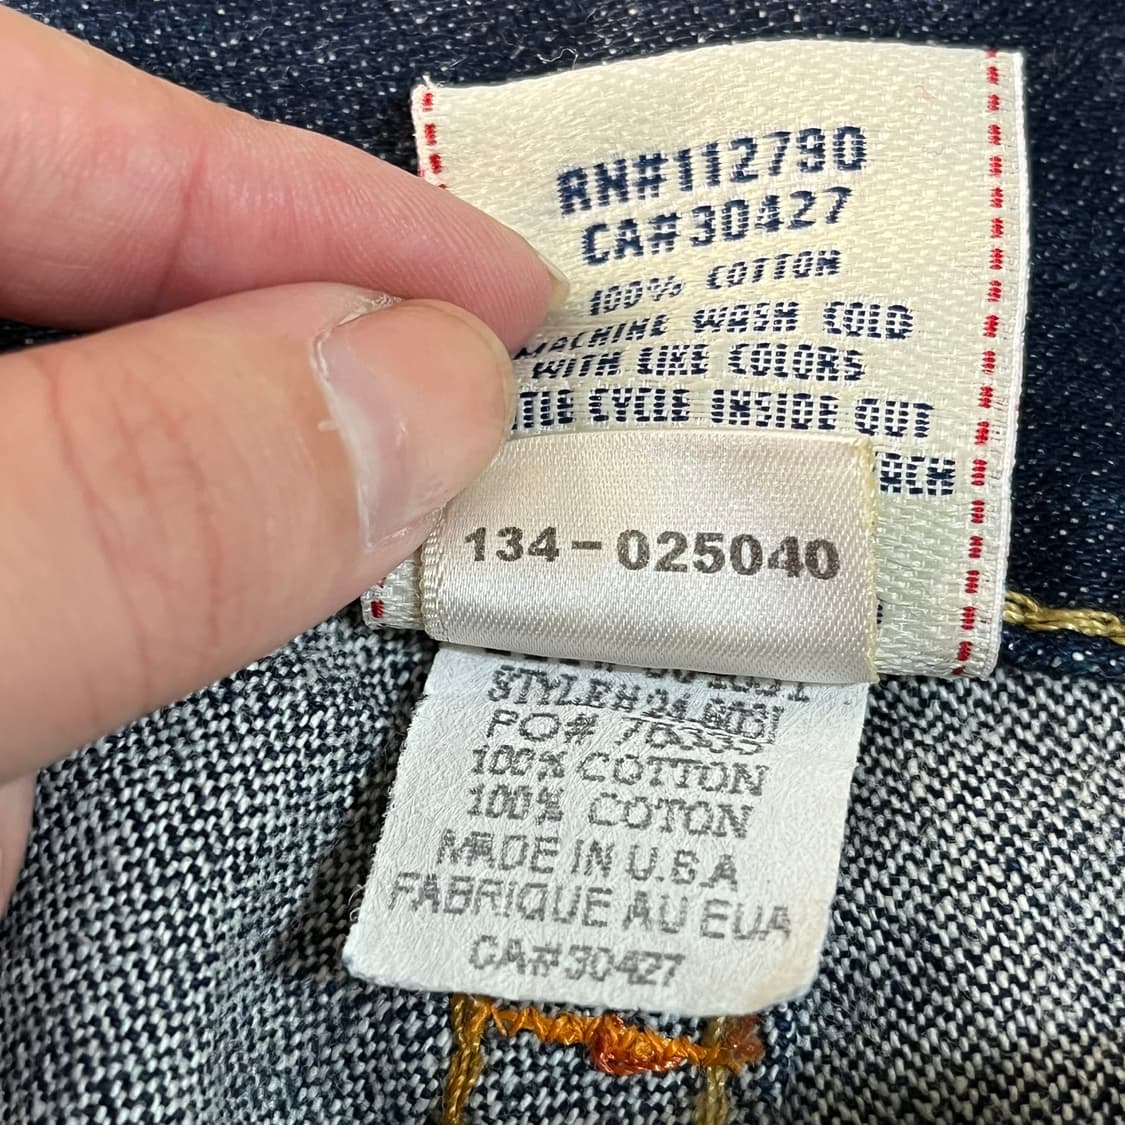 RN#112790
CA#30427
100% COTTON
MACHINE WASH COLD
WITH LIKE COLORS
CYCLE INSIDE OUT
134-025040
STYLE#
PO#
100% COTTON
100% COTON
MADE IN U.S.A
FABRIQUE AU EUA
CA#30427